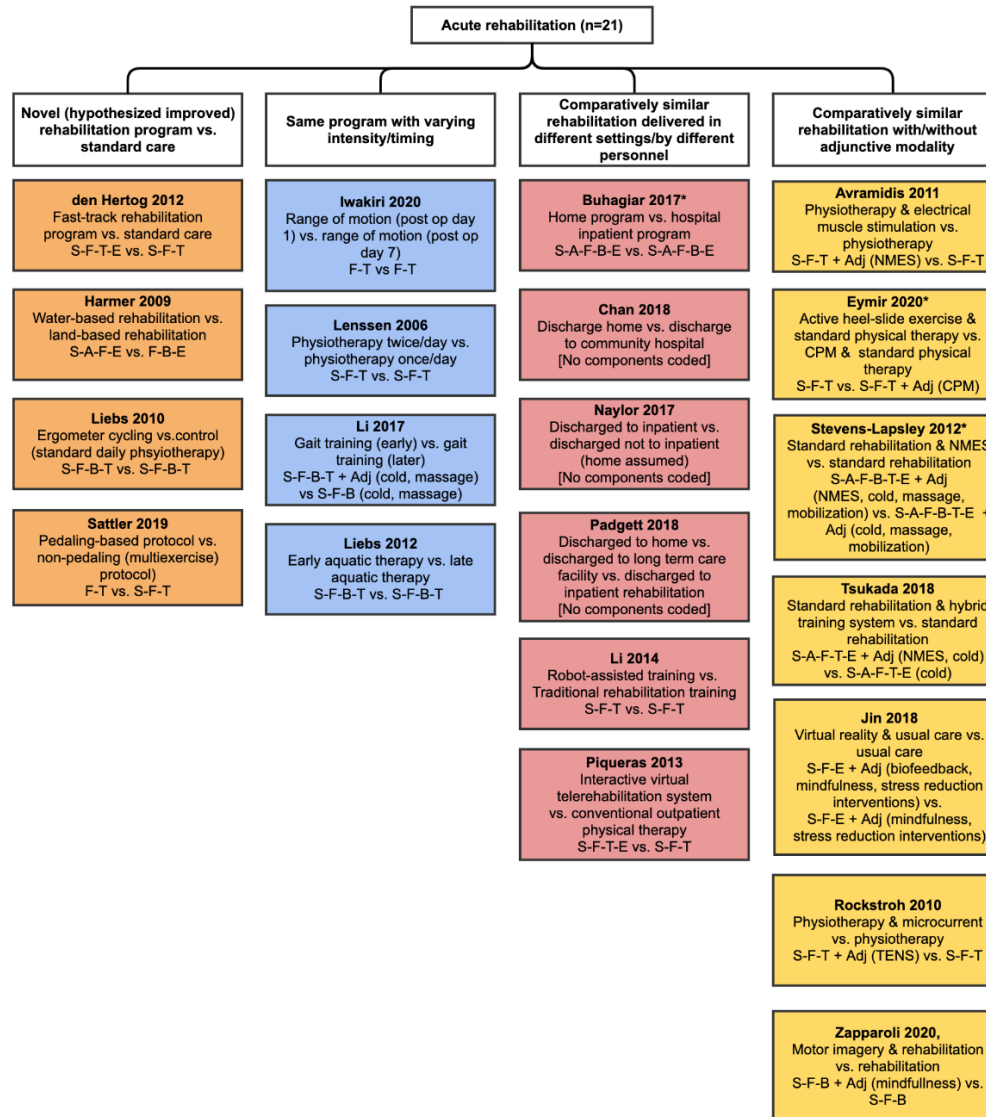 Acute rehabilitation (n=21)
Novel (hypothesized improved)
rehabilitation program vs.
standard care
den Hertog 2012
Fast-track rehabilitation
program vs. standard care
S-F-T-E vs. S-F-T
Harmer 2009
Water-based rehabilitation vs.
land-based rehabilitation
S-A-F-E vs. F-B-E
Liebs 2010
Ergometer cycling vs.control
(standard daily phsyiotherapy)
S-F-B-T vs. S-F-B-T
Sattler 2019
Pedaling-based protocol vs.
non-pedaling (multiexercise)
protocol)
F-T vs. S-F-T
Same program with varying
intensity/timing
Iwakiri 2020
Range of motion (post op day
1) vs. range of motion (post op
day 7)
F-T vs F-T
Lenssen 2006
Physiotherapy twice/day vs.
physiotherapy once/day
S-F-T vs. S-F-T
Li 2017
Gait training (early) vs. gait
training (later)
S-F-B-T + Adj (cold, massage)
vs S-F-B (cold, massage)
Liebs 2012
Early aquatic therapy vs. late
aquatic therapy
S-F-B-T vs. S-F-B-T
Comparatively similar
rehabilitation delivered in
different settings/by different
personnel
Buhagiar 2017*
Home program vs. hospital
inpatient program
S-A-F-B-E vs. S-A-F-B-E
Chan 2018
Discharge home vs. discharge
to community hospital
[No components coded]
Naylor 2017
Discharged to inpatient vs.
discharged not to inpatient
(home assumed)
[No components coded]
Padgett 2018
Discharged to home vs.
discharged to long term care
facility vs. discharged to
inpatient rehabilitation
[No components coded]
Li 2014
Robot-assisted training vs.
Traditional rehabilitation training
S-F-T vs. S-F-T
Piqueras 2013
Interactive virtual
telerehabilitation system
vs. conventional outpatient
physical therapy
S-F-T-E vs. S-F-T
Comparatively similar
rehabilitation with/without
adjunctive modality
Avramidis 2011
Physiotherapy & electrical
muscle stimulation vs.
physiotherapy
S-F-T + Adj (NMES) vs. S-F-T
Eymir 2020*
Active heel-slide exercise &
standard physical therapy vs.
CPM & standard physical
therapy
S-F-T vs. S-F-T + Adj (CPM)
Stevens-Lapsley 2012*
Standard rehabilitation & NMES
vs. standard rehabilitation
S-A-F-B-T-E + Adj
(NMES, cold, massage,
mobilization) vs. S-A-F-B-T-E +
Adj (cold, massage,
mobilization)
Tsukada 2018
Standard rehabilitation & hybrid
training system vs. standard
rehabilitation
S-A-F-T-E + Adj (NMES, cold)
vs. S-A-F-T-E (cold)
Jin 2018
Virtual reality & usual care vs.
usual care
S-F-E + Adj (biofeedback,
mindfulness, stress reduction
interventions) vs.
S-F-E + Adj (mindfulness,
stress reduction interventions)
Rockstroh 2010
Physiotherapy & microcurrent
vs. physiotherapy
S-F-T + Adj (TENS) vs. S-F-T
Zapparoli 2020,
Motor imagery & rehabilitation
vs. rehabilitation
S-F-B + Adj (mindfullness) vs.
S-F-B